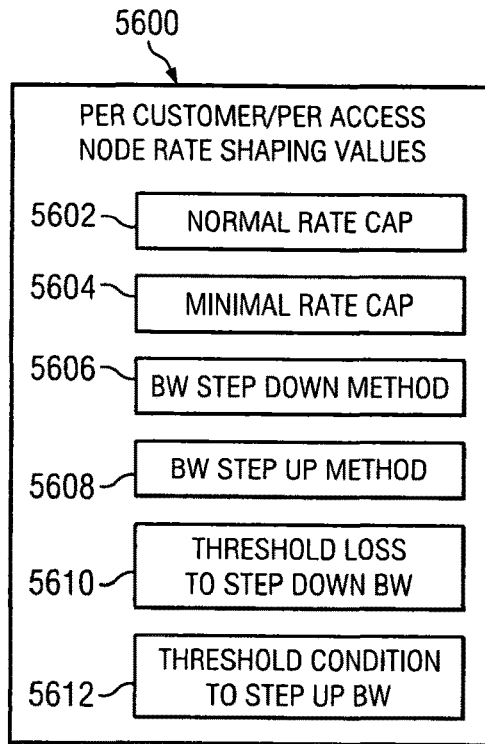 5600
PER CUSTOMER/PER ACCESS
NODE RATE SHAPING VALUES
5602
NORMAL RATE CAP
5604
MINIMAL RATE CAP
5606
BW STEP DOWN METHOD
5608
BW STEP UP METHOD
5610
THRESHOLD LOSS
TO STEP DOWN BW
5612
THRESHOLD CONDITION
TO STEP UP BW